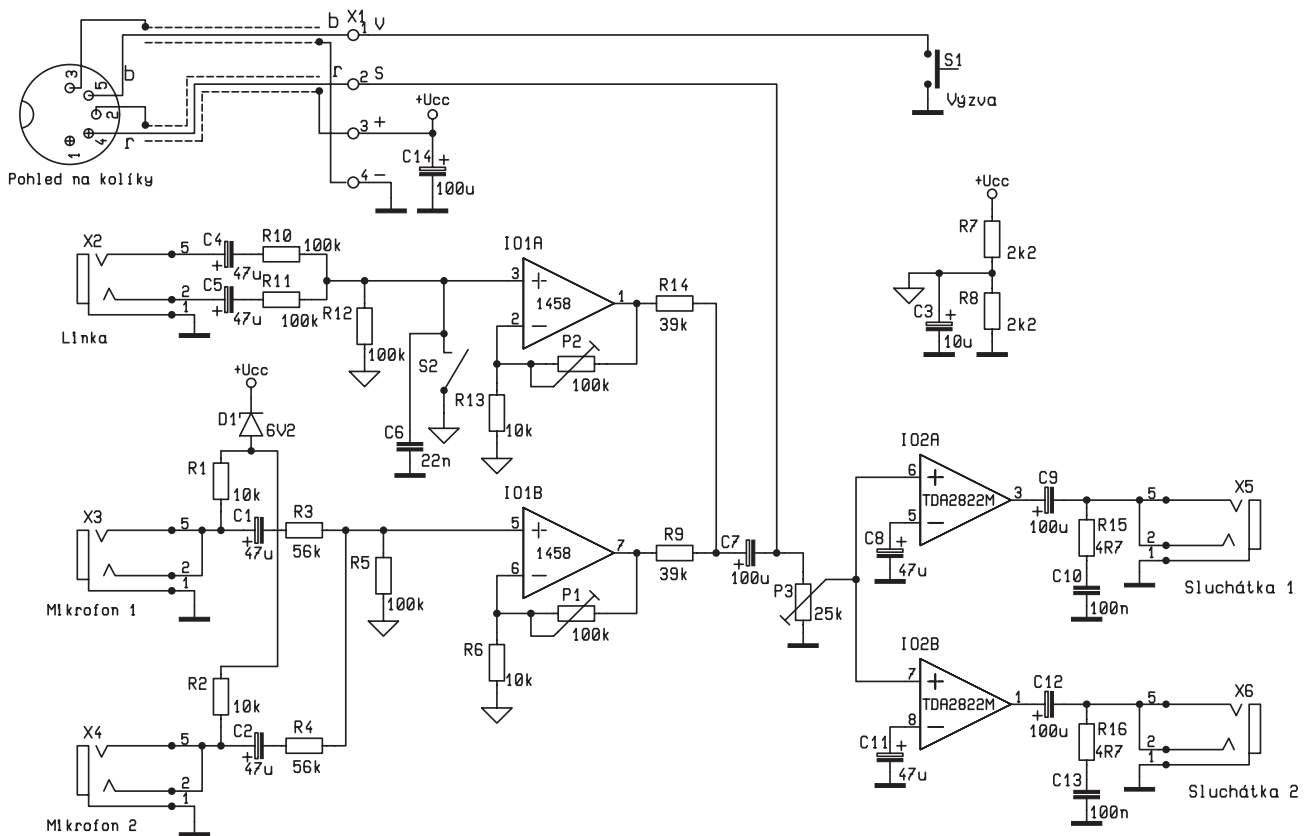 b X1
1 V
3
5
b
2
r
4
1
r
2 S
+Ucc
3 +
C14 +
100u
4 -
Pohled na kolíky
S1
Výzva
X2
5
C4
+
47u
R10
100k
2
1
C5
+
47u
R11
100k
R12
100k
Linka
S2
C6
22n
IO1A
3 +
1458
1
2 -
P2
100k
R13
10k
R14
39k
+Ucc
R7
2k2
C3 +
10u
R8
2k2
+Ucc
D1
6V2
R1
10k
X3
5
C1
+
47u
R3
56k
2
1
Mikrofon 1
R5
100k
IO1B
5 +
1458
7
6 -
P1
100k
R6
10k
R9
39k
C7
+
100u
P3
25k
R2
10k
X4
5
C2
+
47u
R4
56k
2
1
Mikrofon 2
IO2A
6 +
TDA2822M
3
5 -
C8 +
47u
C9
+
100u
R15
4R7
C10
100n
5
2
1
X5
Sluchátka 1
IO2B
7 +
TDA2822M
1
8 -
C11 +
47u
C12
+
100u
R16
4R7
C13
100n
5
2
1
X6
Sluchátka 2